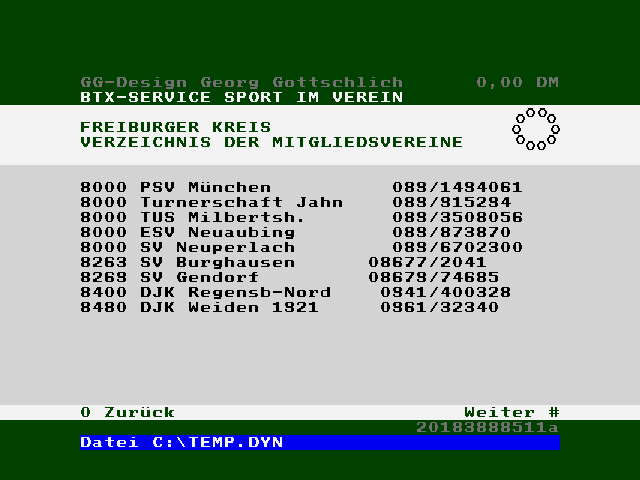 GG-Design Georg Gottschlich 0,00 DM
BTX-SERVICE SPORT IM VEREIN
FREIBURGER KREIS
VERZEICHNIS DER MITGLIEDSVEREINE
8000 PSV München 089/1494061
8000 Turnerschaft Jahn 089/915294
8000 TUS Milbertsh. 089/3508056
8000 ESV Neuaubing 089/873870
8000 SV Neuperlach 089/6702300
8263 SV Burghausen 08677/2041
8269 SV Gendorf 08679/74685
8400 DJK Regensb-Nord 0941/400328
8480 DJK Weiden 1921 0961/32340
0 Zurück Weiter #
20183888511a
Datei C:\TEMP.DYN